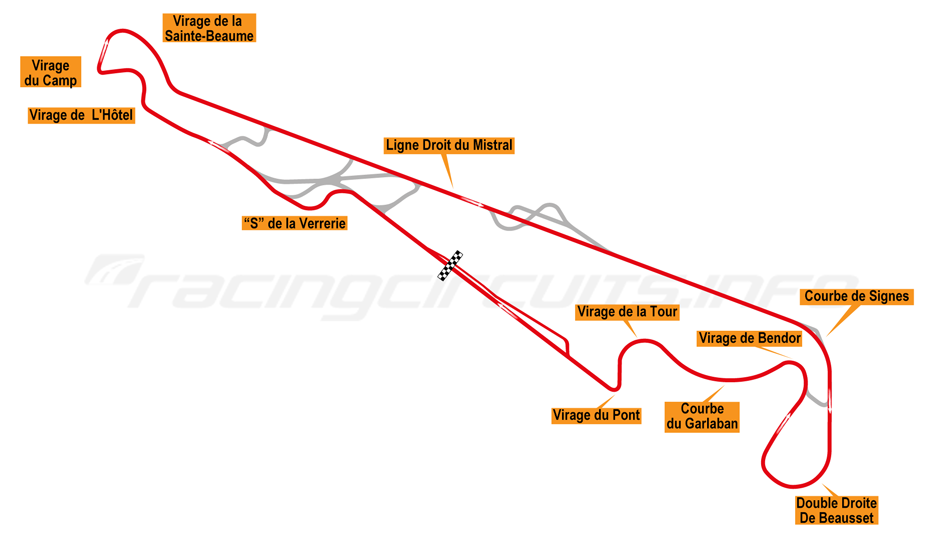 Virage de la
Sainte-Beaume
Virage
du Camp
Virage de L'Hôtel
Ligne Droit du Mistral
“S” de la Verrerie
racingcircuits.info
Courbe de Signes
Virage de la Tour
Virage de Bendor
Virage du Pont
Courbe
du Garlaban
Double Droite
De Beausset